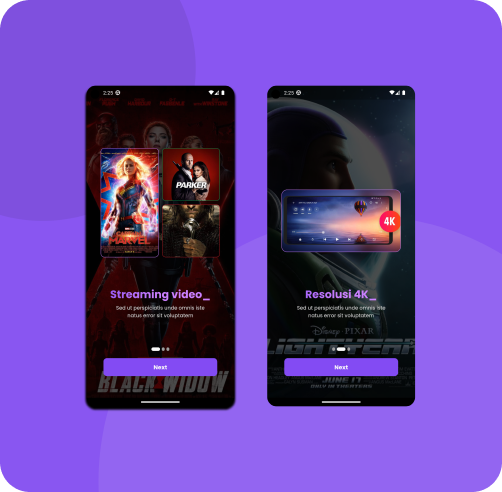 2:25
MARVEL
PARKER
Streaming video_
Sed ut perspiciatis unde omnis iste
natus error sit voluptatem
Next
BLACK WIDOW
2:25
4K
Resolusi 4K_
Sed ut perspiciatis unde omnis iste
natus error sit voluptatem
Disney PIXAR
LIGHTYEAR
Next
JUNE 17
ONLY IN THEATERS